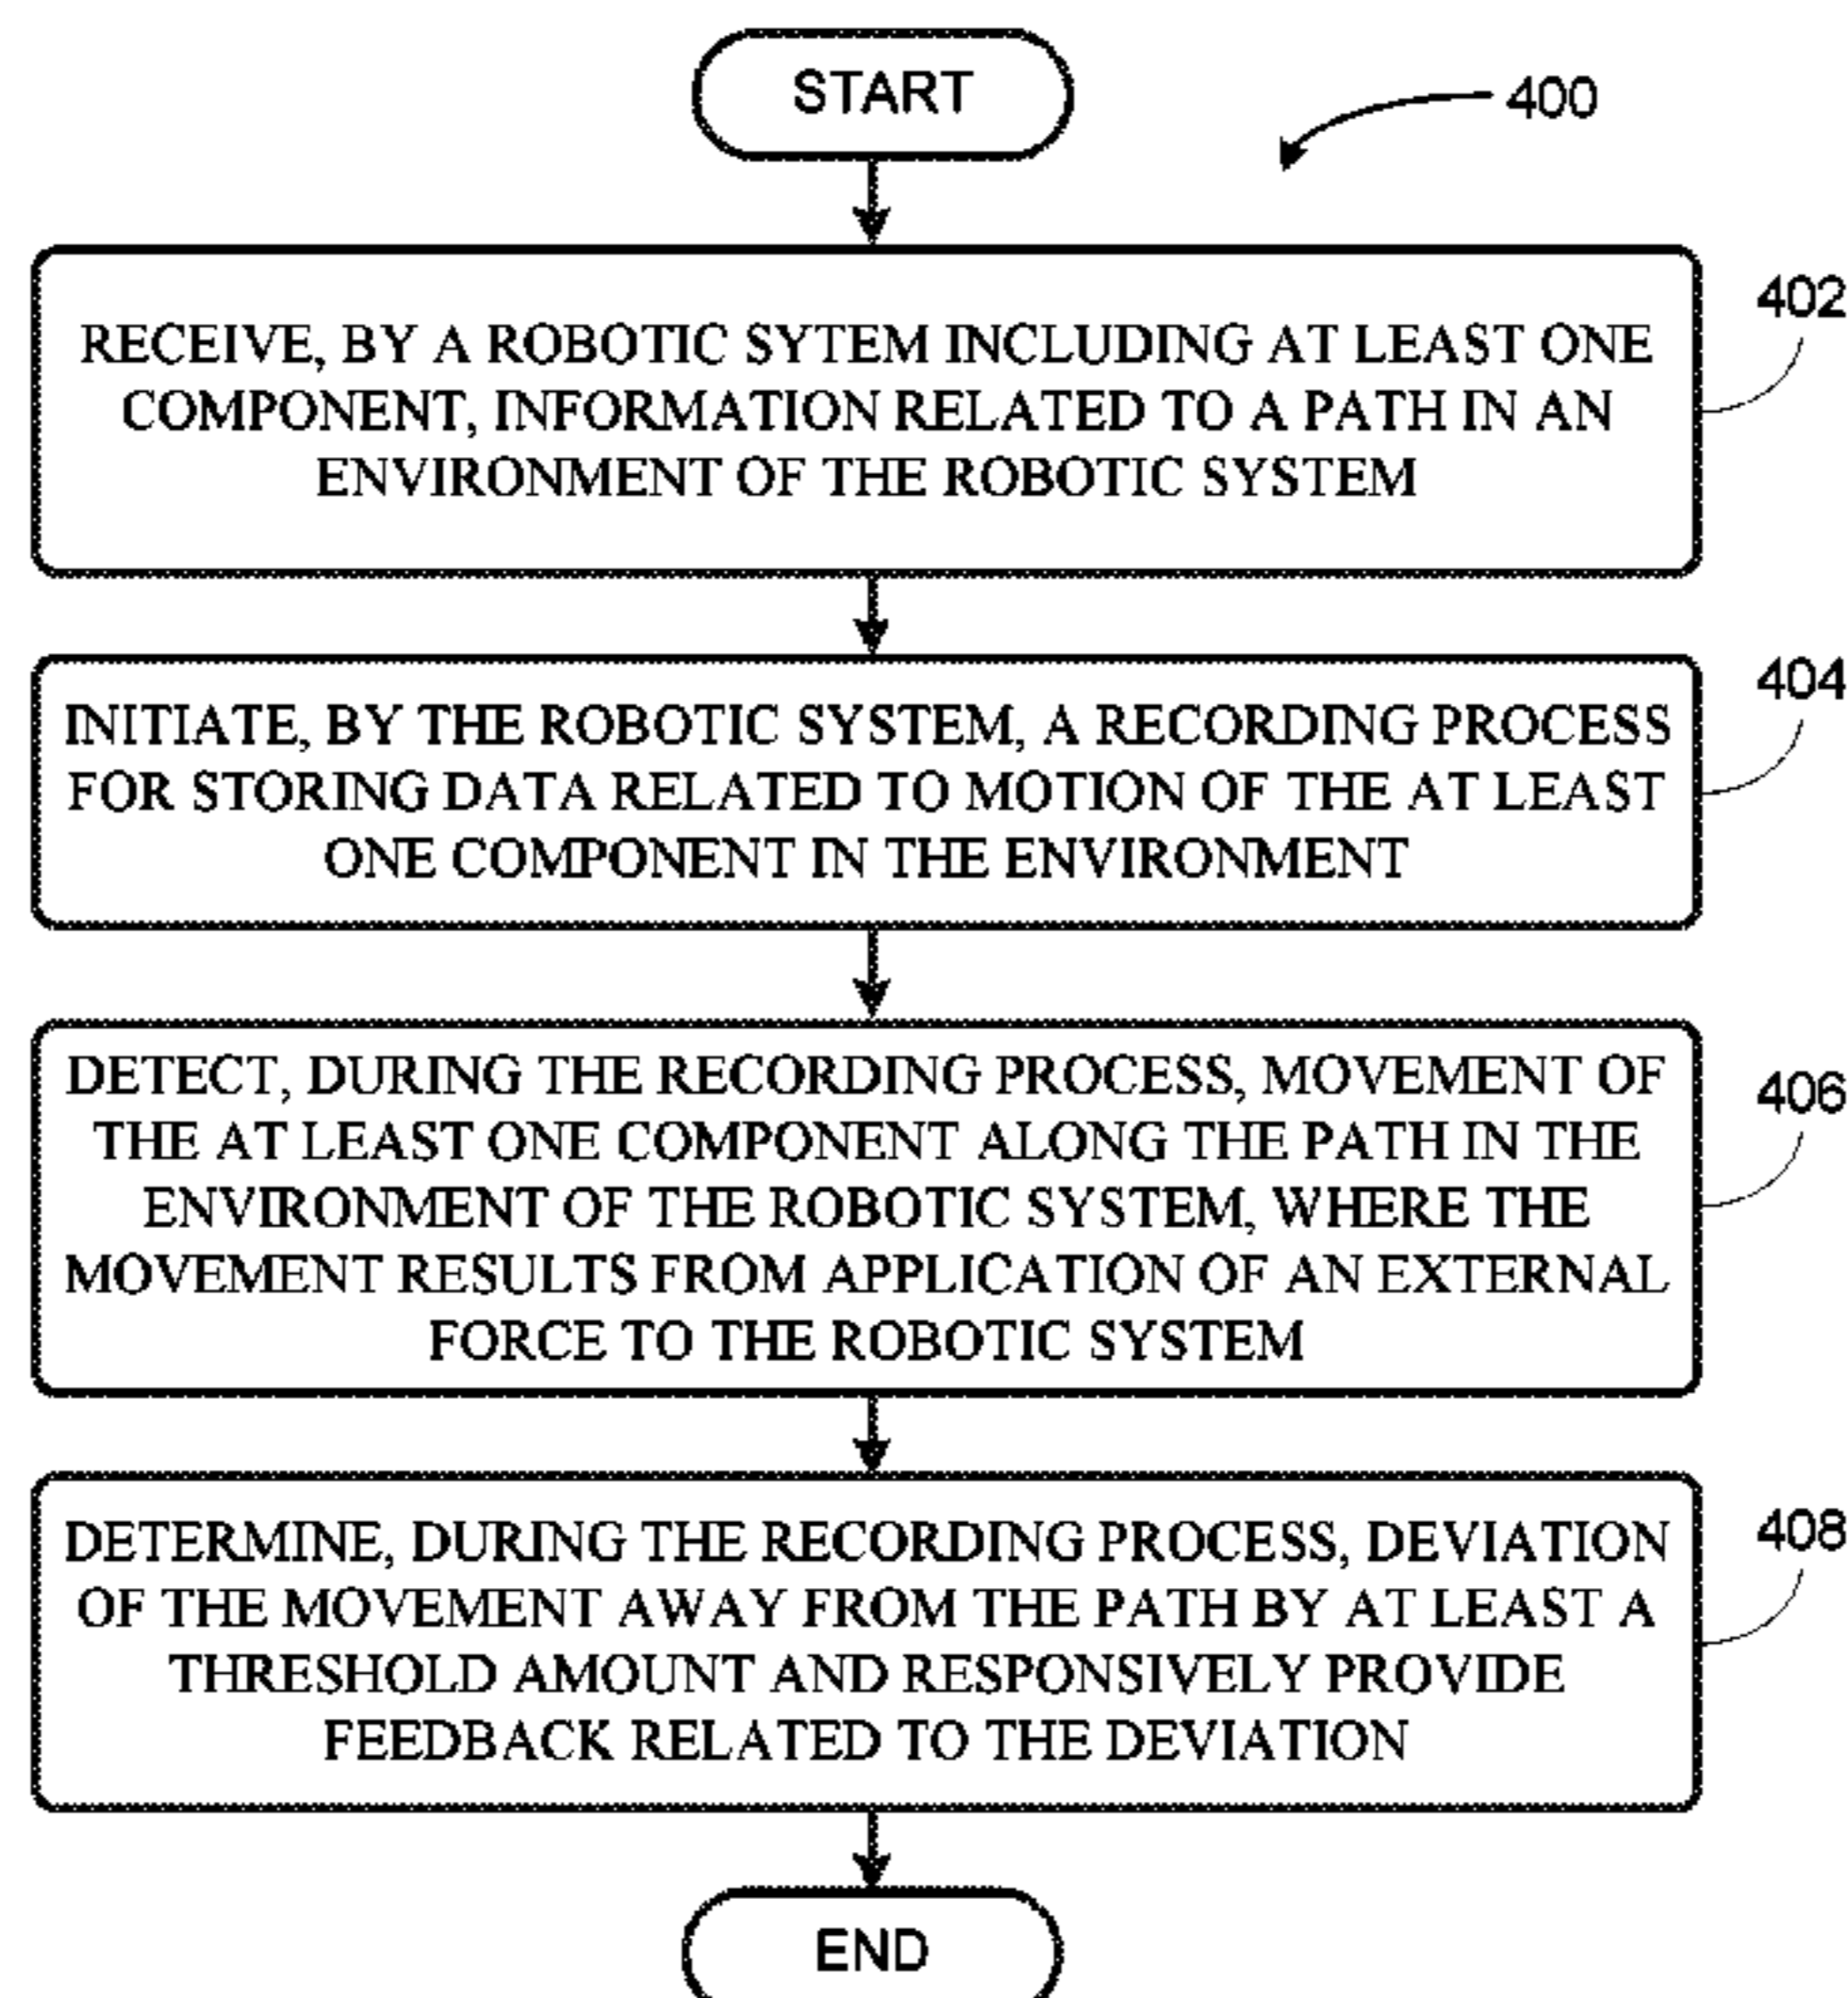 START
400
402
RECEIVE, BY A ROBOTIC SYTEM INCLUDING AT LEAST ONE
COMPONENT, INFORMATION RELATED TO A PATH IN AN
ENVIRONMENT OF THE ROBOTIC SYSTEM
404
INITIATE, BY THE ROBOTIC SYSTEM, A RECORDING PROCESS
FOR STORING DATA RELATED TO MOTION OF THE AT LEAST
ONE COMPONENT IN THE ENVIRONMENT
406
DETECT, DURING THE RECORDING PROCESS, MOVEMENT OF
THE AT LEAST ONE COMPONENT ALONG THE PATH IN THE
ENVIRONMENT OF THE ROBOTIC SYSTEM, WHERE THE
MOVEMENT RESULTS FROM APPLICATION OF AN EXTERNAL
FORCE TO THE ROBOTIC SYSTEM
408
DETERMINE, DURING THE RECORDING PROCESS, DEVIATION
OF THE MOVEMENT AWAY FROM THE PATH BY AT LEAST A
THRESHOLD AMOUNT AND RESPONSIVELY PROVIDE
FEEDBACK RELATED TO THE DEVIATION
END